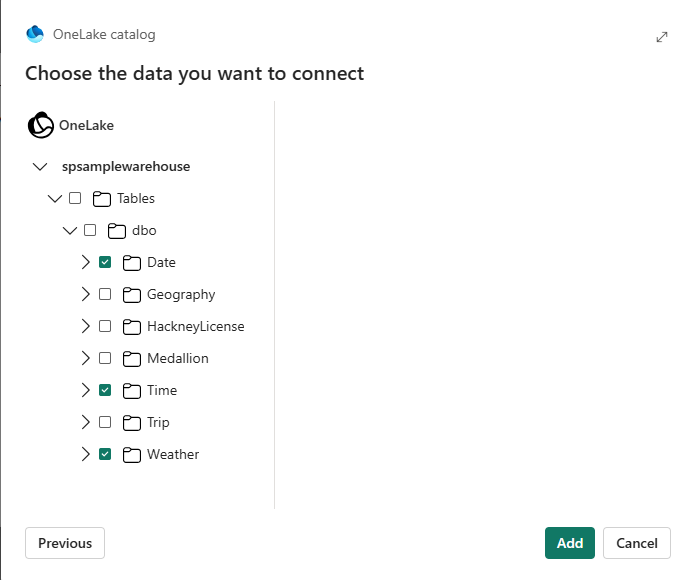 OneLake catalog
Choose the data you want to connect
OneLake
spsamplewarehouse
Tables
dbo
Date
Geography
HackneyLicense
Medallion
Time
Trip
Weather
Previous Add Cancel